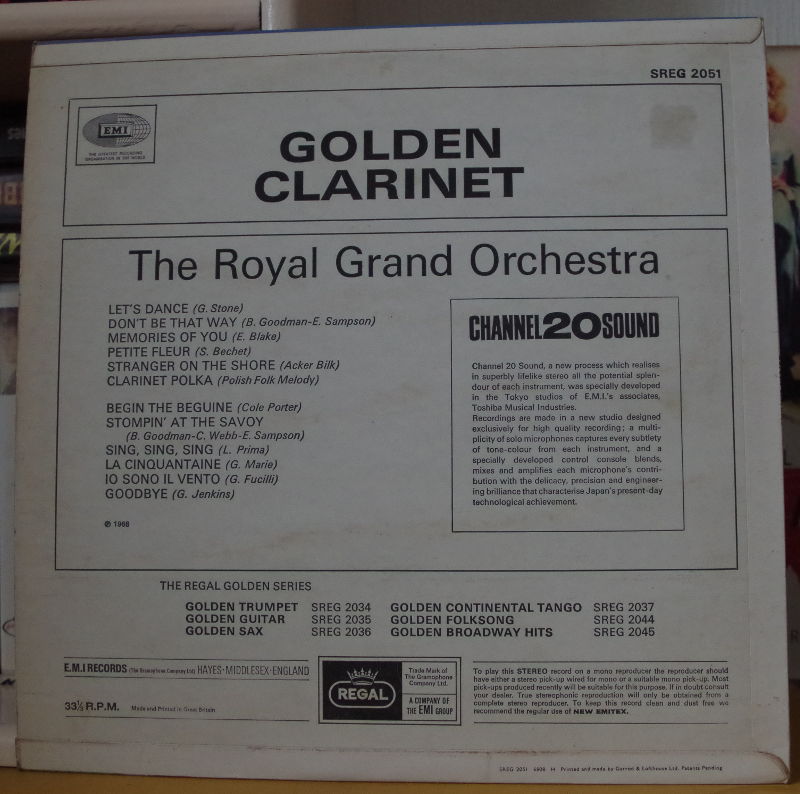 SREG 2051
EMI
THE GREATEST RECORDING
ORGANISATION IN THE WORLD
GOLDEN
CLARINET
The Royal Grand Orchestra
LET'S DANCE (G. Stone)
DON'T BE THAT WAY (B. Goodman-E. Sampson)
MEMORIES OF YOU (E. Blake)
PETITE FLEUR (S. Bechet)
STRANGER ON THE SHORE (Acker Bilk)
CLARINET POLKA (Polish Folk Melody)
BEGIN THE BEGUINE (Cole Porter)
STOMPIN' AT THE SAVOY
(B. Goodman-C. Webb-E. Sampson)
SING, SING, SING (L. Prima)
LA CINQUANTAINE (G. Marie)
IO SONO IL VENTO (G. Fucilli)
GOODBYE (G. Jenkins)
℗ 1968
CHANNEL20SOUND
Channel 20 Sound, a new process which realises
in superbly lifelike stereo all the potential splen-
dour of each instrument, was specially developed
in the Tokyo studios of E.M.I.'s associates,
Toshiba Musical Industries.
Recordings are made in a new studio designed
exclusively for high quality recording; a multi-
plicity of solo microphones captures every subtlety
of tone-colour from each instrument, and a
specially developed control console blends,
mixes and amplifies each microphone's contri-
bution with the delicacy, precision and engineer-
ing brilliance that characterise Japan's present-day
technological achievement.
THE REGAL GOLDEN SERIES
GOLDEN TRUMPET SREG 2034 GOLDEN CONTINENTAL TANGO SREG 2037
GOLDEN GUITAR SREG 2035 GOLDEN FOLKSONG SREG 2044
GOLDEN SAX SREG 2036 GOLDEN BROADWAY HITS SREG 2045
E.M.I RECORDS (The Gramophone Company Ltd.) HAYES·MIDDLESEX·ENGLAND
33⅓ R.P.M. Made and Printed in Great Britain
REGAL
Trade Mark of
The Gramophone
Company Ltd.
A COMPANY OF
THE EMI GROUP
To play this STEREO record on a mono reproducer the reproducer should
have either a stereo pick-up wired for mono or a suitable mono pick-up. Most
pick-ups produced recently will be suitable for this purpose. If in doubt consult
your dealer. True stereophonic reproduction will only be obtained from a
complete stereo reproducer. To keep this record clean and dust free we
recommend the regular use of NEW EMITEX.
SREG 2051 6908 H Printed and made by Garrod & Lofthouse Ltd. Patents Pending